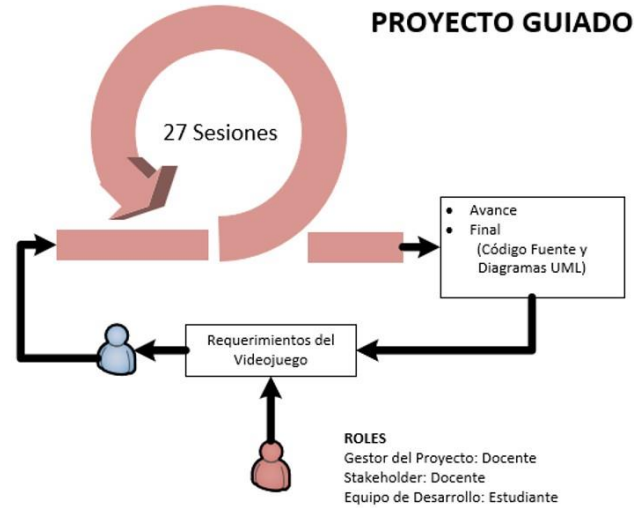 PROYECTO GUIADO
27 Sesiones
• Avance
• Final
(Código Fuente y
Diagramas UML)
Requerimientos del
Videojuego
ROLES
Gestor del Proyecto: Docente
Stakeholder: Docente
Equipo de Desarrollo: Estudiante